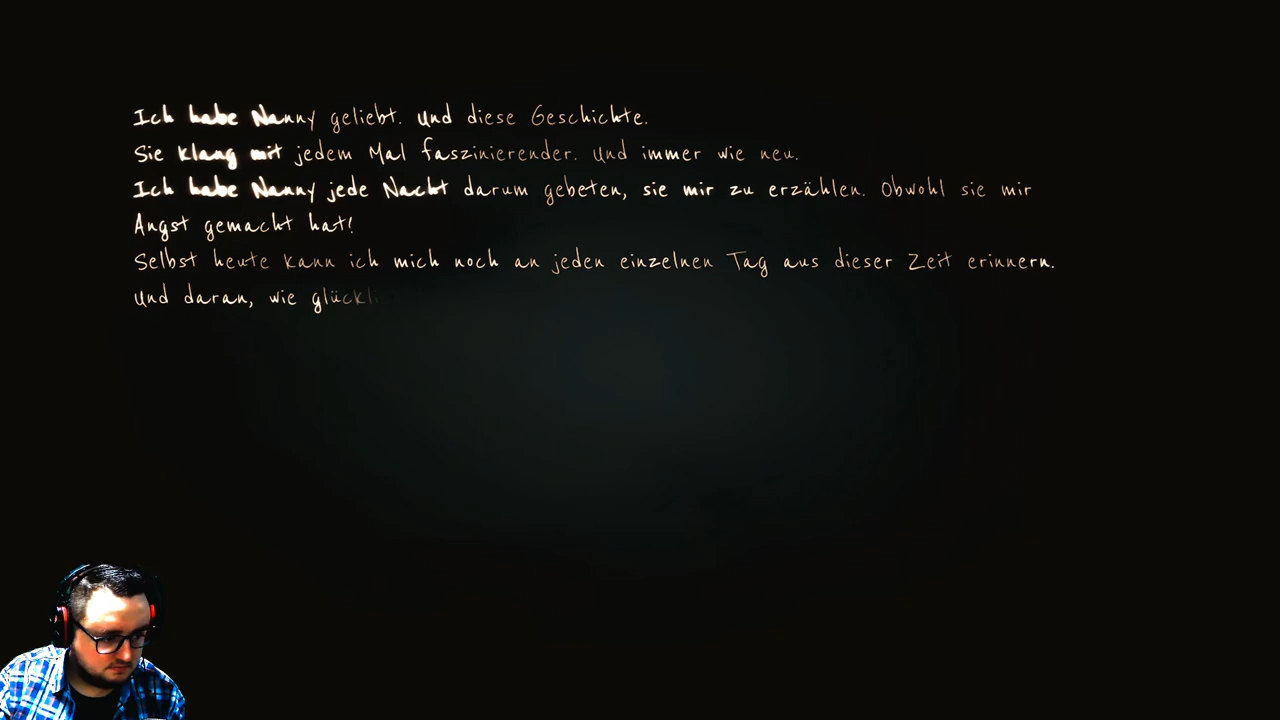 Ich habe Nanny geliebt. Und diese Geschichte.
Sie klang mit jedem Mal faszinierender. Und immer wie neu.
Ich habe Nanny jede Nacht darum gebeten, sie mir zu erzählen. Obwohl sie mir
Angst gemacht hat!
Selbst heute kann ich mich noch an jeden einzelnen Tag aus dieser Zeit erinnern.
Und daran, wie